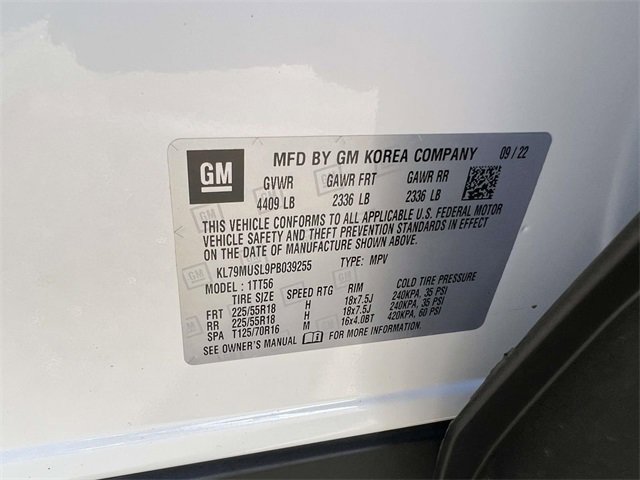 GM MFD BY GM KOREA COMPANY 09/22
GVWR GAWR FRT GAWR RR
4409 LB 2336 LB 2336 LB
THIS VEHICLE CONFORMS TO ALL APPLICABLE U.S. FEDERAL MOTOR
VEHICLE SAFETY AND THEFT PREVENTION STANDARDS IN EFFECT
ON THE DATE OF MANUFACTURE SHOWN ABOVE.
KL79MUSL9PB039255 TYPE: MPV
MODEL: 1TT56
TIRE SIZE SPEED RTG RIM COLD TIRE PRESSURE
FRT 225/55R18 H 18x7.5J 240KPA, 35 PSI
RR 225/55R18 H 18x7.5J 240KPA, 35 PSI
SPA T125/70R16 M 16x4.0BT 420KPA, 60 PSI
SEE OWNER'S MANUAL FOR MORE INFORMATION.